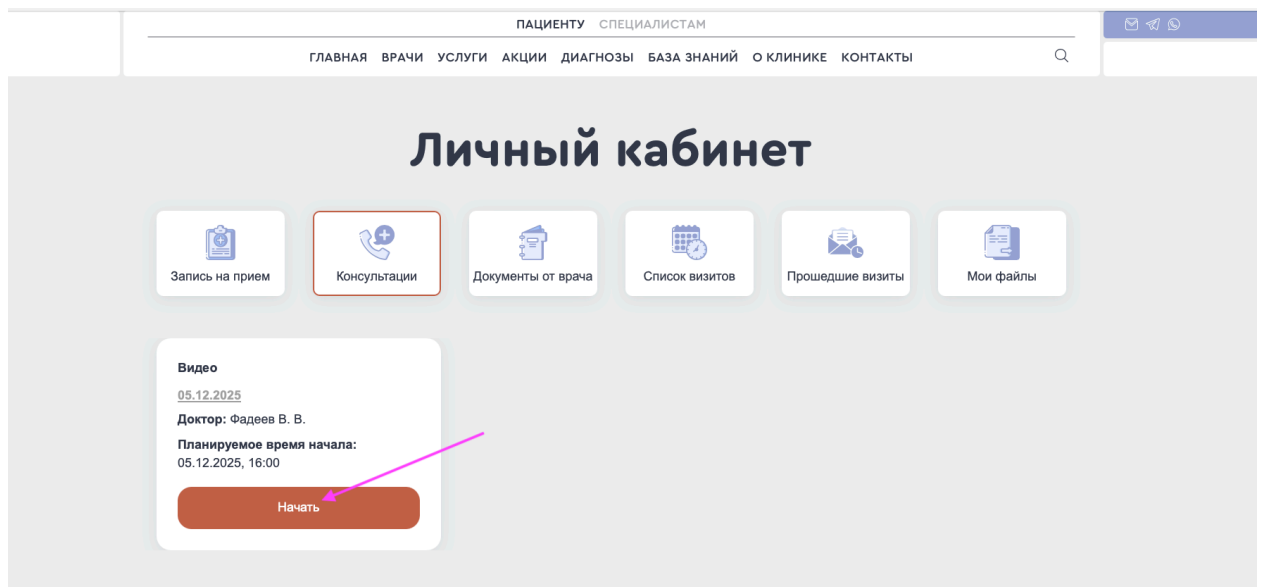 ПАЦИЕНТУ СПЕЦИАЛИСТАМ
ГЛАВНАЯ ВРАЧИ УСЛУГИ АКЦИИ ДИАГНОЗЫ БАЗА ЗНАНИЙ О КЛИНИКЕ КОНТАКТЫ
Личный кабинет
Запись на прием
Консультации
Документы от врача
Список визитов
Прошедшие визиты
Мои файлы
Видео
05.12.2025
Доктор: Фадеев В. В.
Планируемое время начала:
05.12.2025, 16:00
Начать